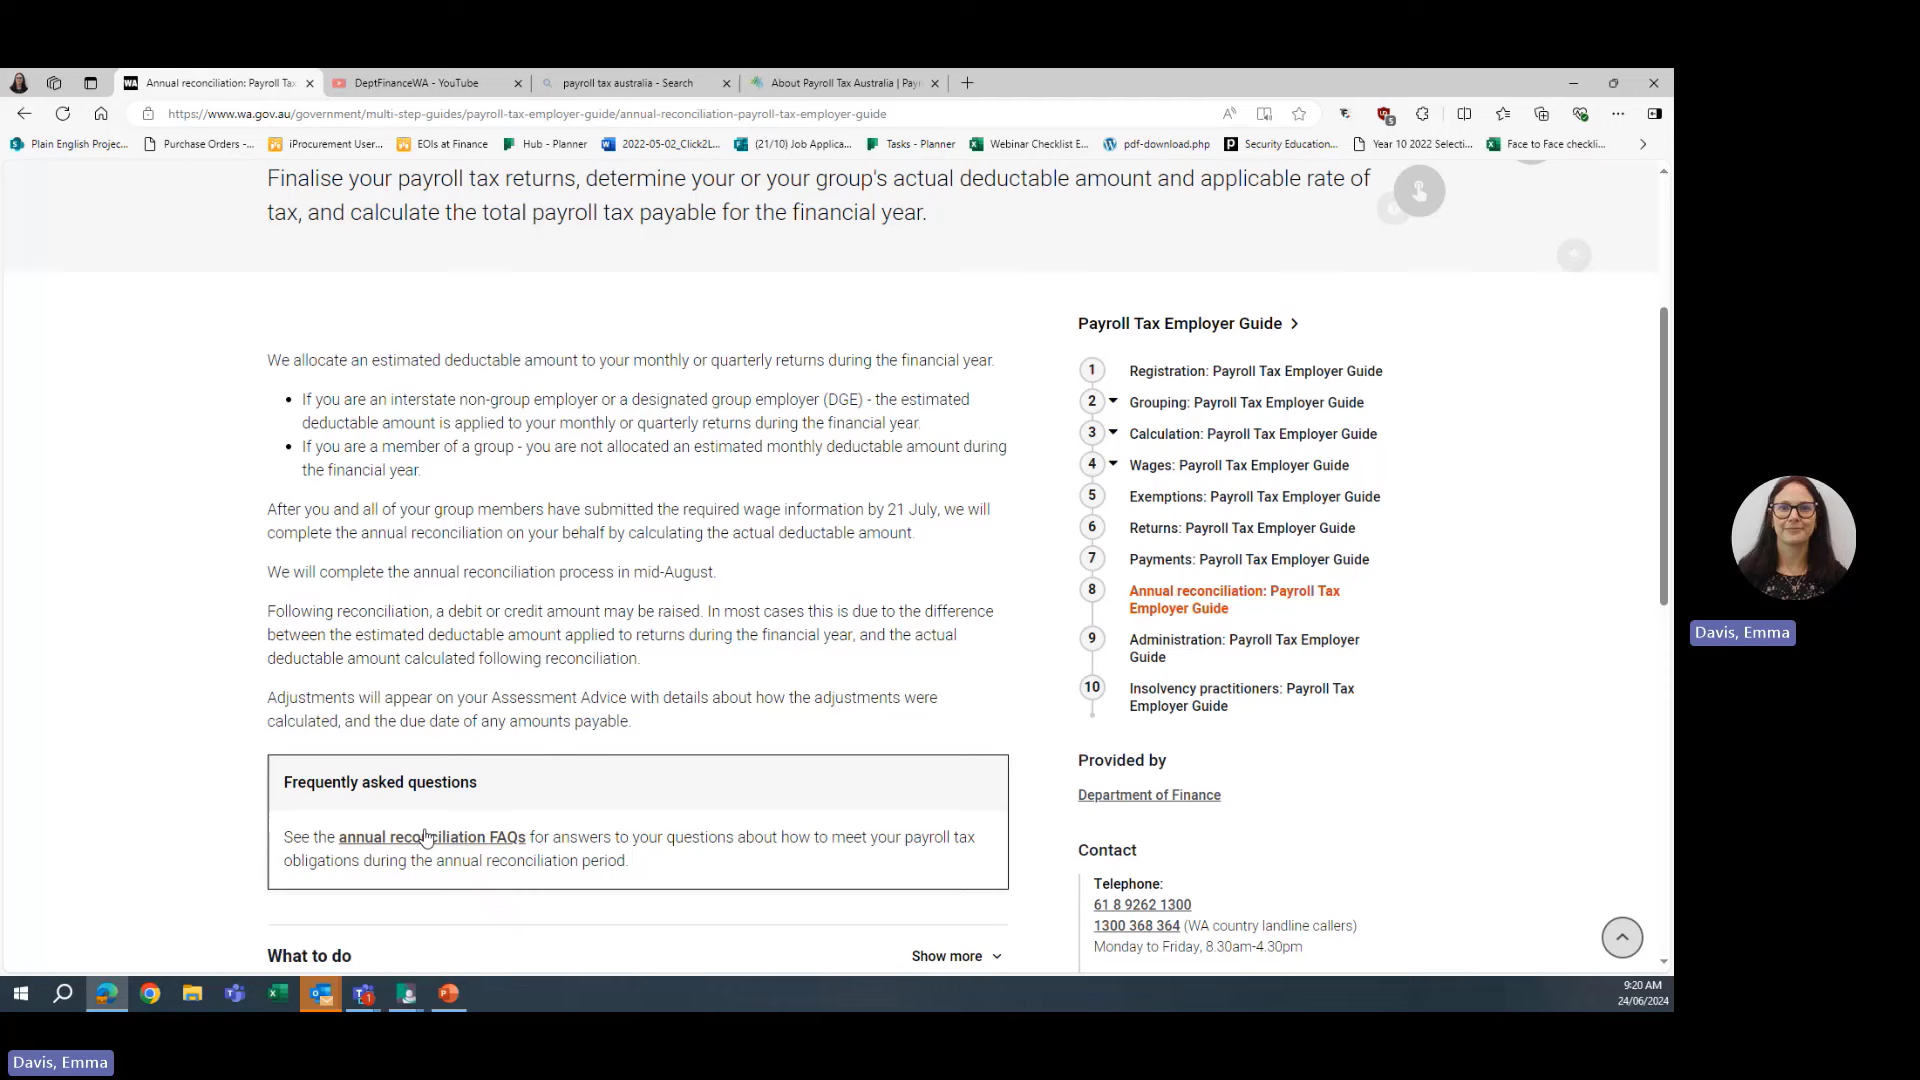 Annual reconciliation: Payroll Tax
DeptFinanceWA - YouTube
payroll tax australia - Search
About Payroll Tax Australia | Payr
https://www.wa.gov.au/government/multi-step-guides/payroll-tax-employer-guide/annual-reconciliation-payroll-tax-employer-guide
Plain English Projec...
Purchase Orders -...
iProcurement User...
EOIs at Finance
Hub - Planner
2022-05-02_Click2L...
(21/10) Job Applica...
Tasks - Planner
Webinar Checklist E...
pdf-download.php
Security Education...
Year 10 2022 Selecti...
Face to Face checkli...
Finalise your payroll tax returns, determine your or your group's actual deductable amount and applicable rate of
tax, and calculate the total payroll tax payable for the financial year.
We allocate an estimated deductable amount to your monthly or quarterly returns during the financial year.
• If you are an interstate non-group employer or a designated group employer (DGE) - the estimated
deductable amount is applied to your monthly or quarterly returns during the financial year.
• If you are a member of a group - you are not allocated an estimated monthly deductable amount during
the financial year.
After you and all of your group members have submitted the required wage information by 21 July, we will
complete the annual reconciliation on your behalf by calculating the actual deductable amount.
We will complete the annual reconciliation process in mid-August.
Following reconciliation, a debit or credit amount may be raised. In most cases this is due to the difference
between the estimated deductable amount applied to returns during the financial year, and the actual
deductable amount calculated following reconciliation.
Adjustments will appear on your Assessment Advice with details about how the adjustments were
calculated, and the due date of any amounts payable.
Frequently asked questions
See the annual reconciliation FAQs for answers to your questions about how to meet your payroll tax
obligations during the annual reconciliation period.
What to do
Show more
Payroll Tax Employer Guide
1 Registration: Payroll Tax Employer Guide
2 Grouping: Payroll Tax Employer Guide
3 Calculation: Payroll Tax Employer Guide
4 Wages: Payroll Tax Employer Guide
5 Exemptions: Payroll Tax Employer Guide
6 Returns: Payroll Tax Employer Guide
7 Payments: Payroll Tax Employer Guide
8 Annual reconciliation: Payroll Tax
Employer Guide
9 Administration: Payroll Tax Employer
Guide
10 Insolvency practitioners: Payroll Tax
Employer Guide
Provided by
Department of Finance
Contact
Telephone:
61 8 9262 1300
1300 368 364 (WA country landline callers)
Monday to Friday, 8.30am-4.30pm
9:20 AM
24/06/2024
Davis, Emma
Davis, Emma